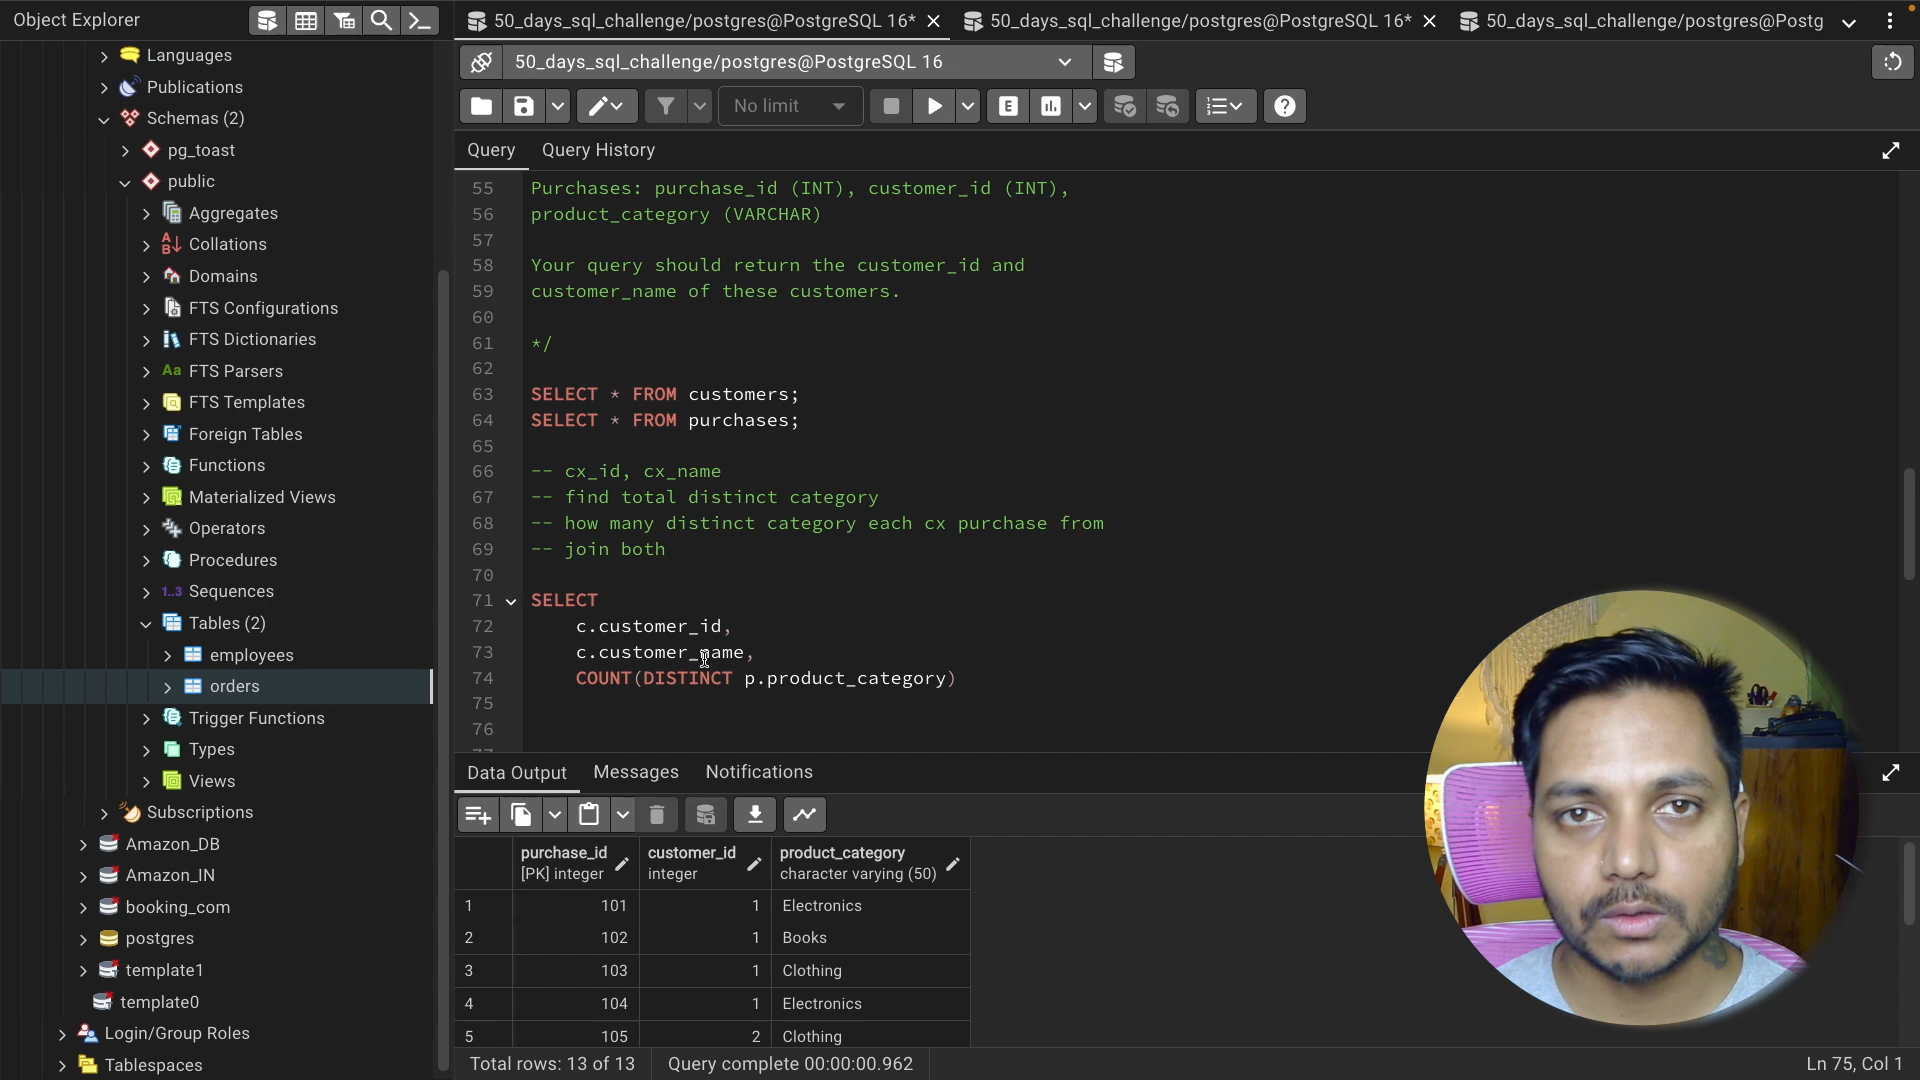 Object Explorer
50_days_sql_challenge/postgres@PostgreSQL 16*
50_days_sql_challenge/postgres@PostgreSQL 16*
50_days_sql_challenge/postgres@Postg
50_days_sql_challenge/postgres@PostgreSQL 16
No limit
E
Query
Query History
Languages
Publications
Schemas (2)
pg_toast
public
Aggregates
Collations
Domains
FTS Configurations
FTS Dictionaries
Aa FTS Parsers
FTS Templates
Foreign Tables
Functions
Materialized Views
Operators
Procedures
1..3 Sequences
Tables (2)
employees
orders
Trigger Functions
Types
Views
Subscriptions
Amazon_DB
Amazon_IN
booking_com
postgres
template1
template0
Login/Group Roles
Tablespaces
55 Purchases: purchase_id (INT), customer_id (INT),
56 product_category (VARCHAR)
57
58 Your query should return the customer_id and
59 customer_name of these customers.
60
61 */
62
63 SELECT * FROM customers;
64 SELECT * FROM purchases;
65
66 -- cx_id, cx_name
67 -- find total distinct category
68 -- how many distinct category each cx purchase from
69 -- join both
70
71 SELECT
72 c.customer_id,
73 c.customer_name,
74 COUNT(DISTINCT p.product_category)
75
76
Data Output
Messages
Notifications
purchase_id [PK] integer
customer_id integer
product_category character varying (50)
1 101 1 Electronics
2 102 1 Books
3 103 1 Clothing
4 104 1 Electronics
5 105 2 Clothing
Total rows: 13 of 13
Query complete 00:00:00.962
Ln 75, Col 1